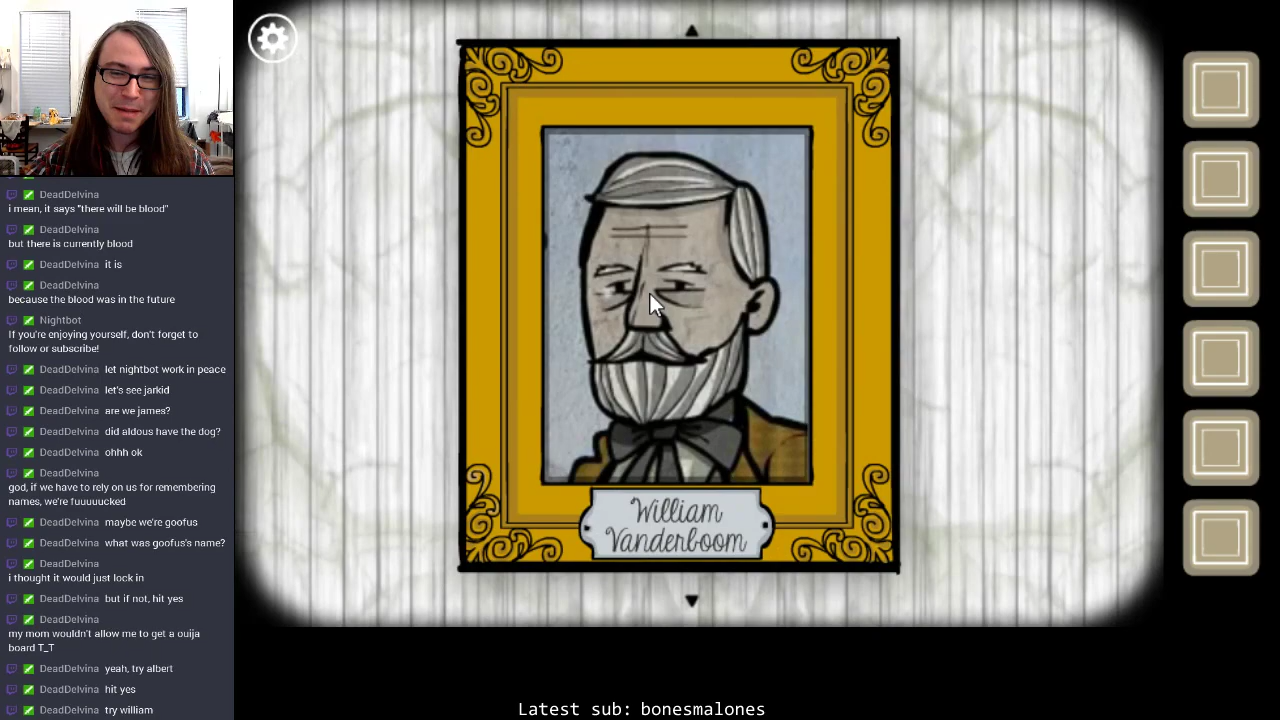 DeadDelvina
i mean, it says "there will be blood"
DeadDelvina
but there is currently blood
DeadDelvina it is
DeadDelvina
because the blood was in the future
Nightbot
If you're enjoying yourself, don't forget to
follow or subscribe!
DeadDelvina let nightbot work in peace
DeadDelvina let's see jarkid
DeadDelvina are we james?
DeadDelvina did aldous have the dog?
DeadDelvina ohhh ok
DeadDelvina
god, if we have to rely on us for remembering
names, we're fuuuuucked
DeadDelvina maybe we're goofus
DeadDelvina what was goofus's name?
DeadDelvina
i thought it would just lock in
DeadDelvina but if not, hit yes
DeadDelvina
my mom wouldn't allow me to get a ouija
board T_T
DeadDelvina yeah, try albert
DeadDelvina hit yes
DeadDelvina try william
William
Vanderboom
Latest sub: bonesmalones